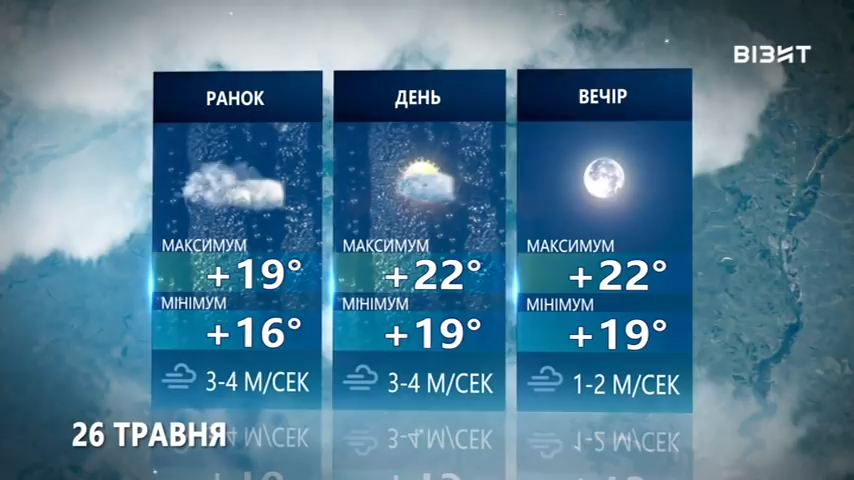 ВІЗИТ
РАНОК
МАКСИМУМ
+19°
МІНІМУМ
+16°
3-4 М/СЕК
ДЕНЬ
МАКСИМУМ
+22°
МІНІМУМ
+19°
3-4 М/СЕК
ВЕЧІР
МАКСИМУМ
+22°
МІНІМУМ
+19°
1-2 М/СЕК
26 ТРАВНЯ